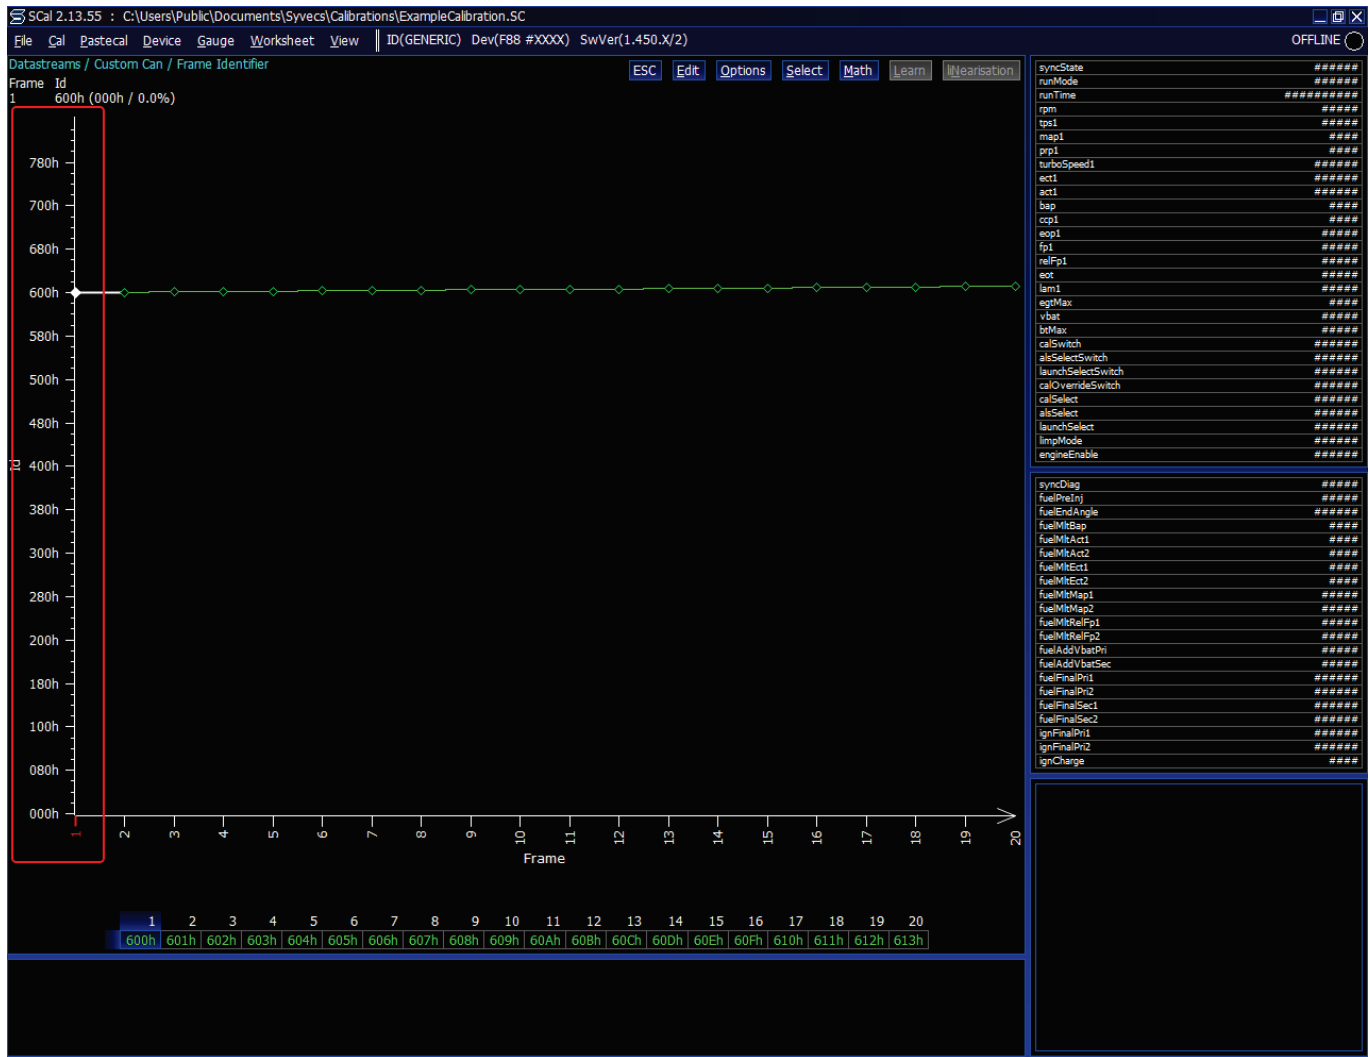 SCal 2.13.55 : C:\Users\Public\Documents\Syvecs\Calibrations\ExampleCalibration.SC
File Cal Pastecal Device Gauge Worksheet View ID(GENERIC) Dev(F88 #XXXX) SwVer(1.450.X/2) OFFLINE
Datastreams / Custom Can / Frame Identifier
ESC Edit Options Select Math Learn liNearisation
Frame Id
1 600h (000h / 0.0%)
780h
700h
680h
600h
580h
500h
480h
Id
400h
380h
300h
280h
200h
180h
100h
080h
000h
1 2 3 4 5 6 7 8 9 10 11 12 13 14 15 16 17 18 19 20
Frame
1 2 3 4 5 6 7 8 9 10 11 12 13 14 15 16 17 18 19 20
600h 601h 602h 603h 604h 605h 606h 607h 608h 609h 60Ah 60Bh 60Ch 60Dh 60Eh 60Fh 610h 611h 612h 613h
syncState ######
runMode ######
runTime ##########
rpm #####
tps1 #####
map1 ####
prp1 ####
turboSpeed1 ######
ect1 ######
act1 ######
bap ####
ccp1 ####
eop1 #####
fp1 #####
relFp1 #####
eot #####
lam1 #####
egtMax ####
vbat #####
btMax #####
calSwitch ######
alsSelectSwitch ######
launchSelectSwitch ######
calOverrideSwitch ######
calSelect ######
alsSelect ######
launchSelect ######
limpMode ######
engineEnable ######
syncDiag #####
fuelPreInj #####
fuelEndAngle ######
fuelMltBap ####
fuelMltAct1 ####
fuelMltAct2 ####
fuelMltEct1 ####
fuelMltEct2 ####
fuelMltMap1 #####
fuelMltMap2 #####
fuelMltRelFp1 #####
fuelMltRelFp2 #####
fuelAddVbatPri #####
fuelAddVbatSec #####
fuelFinalPri1 ######
fuelFinalPri2 ######
fuelFinalSec1 ######
fuelFinalSec2 ######
ignFinalPri1 ######
ignFinalPri2 ######
ignCharge ####